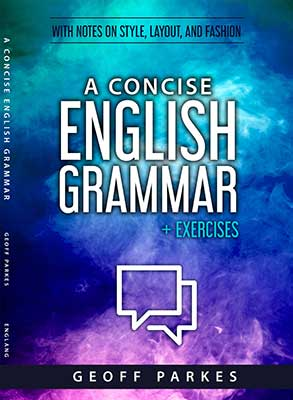 WITH NOTES ON STYLE, LAYOUT, AND FASHION
A CONCISE
ENGLISH
GRAMMAR
+ EXERCISES
GEOFF PARKES
A CONCISE ENGLISH GRAMMAR
GEOFF PARKES
ENGLANG